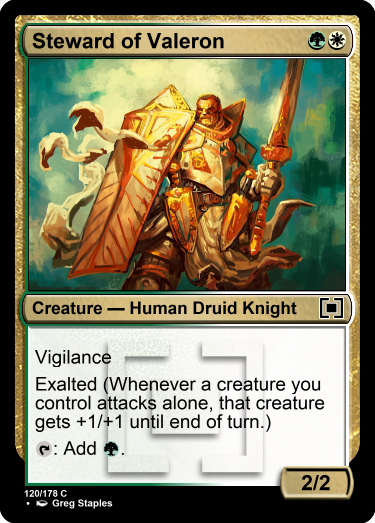 Steward of Valeron
Creature — Human Druid Knight
Vigilance
Exalted (Whenever a creature you
control attacks alone, that creature
gets +1/+1 until end of turn.)
: Add .
2/2
120/178 C
• Greg Staples